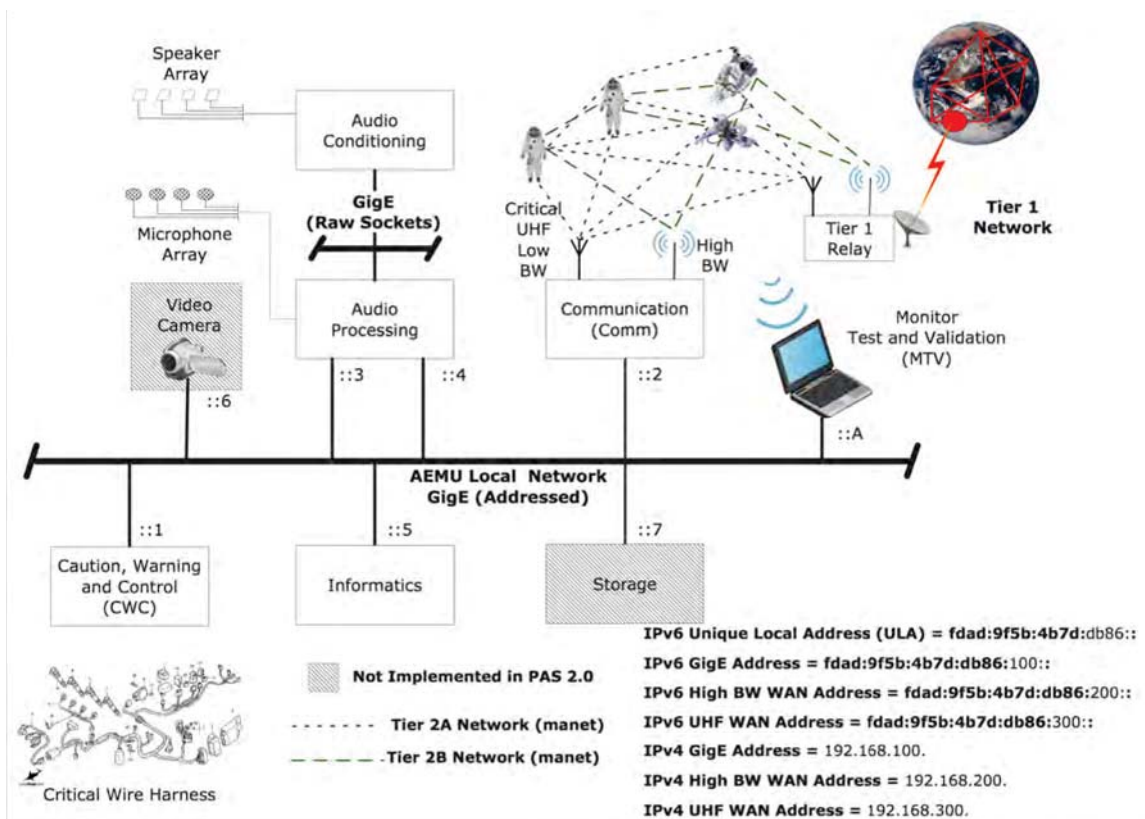 Speaker
Array
Audio
Conditioning
GigE
(Raw Sockets)
Microphone
Array
Video
Camera
Audio
Processing
Critical
UHF
Low
BW
High
BW
Communication
(Comm)
Tier 1
Relay
Tier 1
Network
Monitor
Test and Validation
(MTV)
::6
::3
::4
::2
::A
AEMU Local Network
GigE (Addressed)
::1
::5
::7
Caution, Warning
and Control
(CWC)
Informatics
Storage
Not Implemented in PAS 2.0
Tier 2A Network (manet)
Tier 2B Network (manet)
Critical Wire Harness
IPv6 Unique Local Address (ULA) = fdad:9f5b:4b7d:db86::
IPv6 GigE Address = fdad:9f5b:4b7d:db86:100::
IPv6 High BW WAN Address = fdad:9f5b:4b7d:db86:200::
IPv6 UHF WAN Address = fdad:9f5b:4b7d:db86:300::
IPv4 GigE Address = 192.168.100.
IPv4 High BW WAN Address = 192.168.200.
IPv4 UHF WAN Address = 192.168.300.